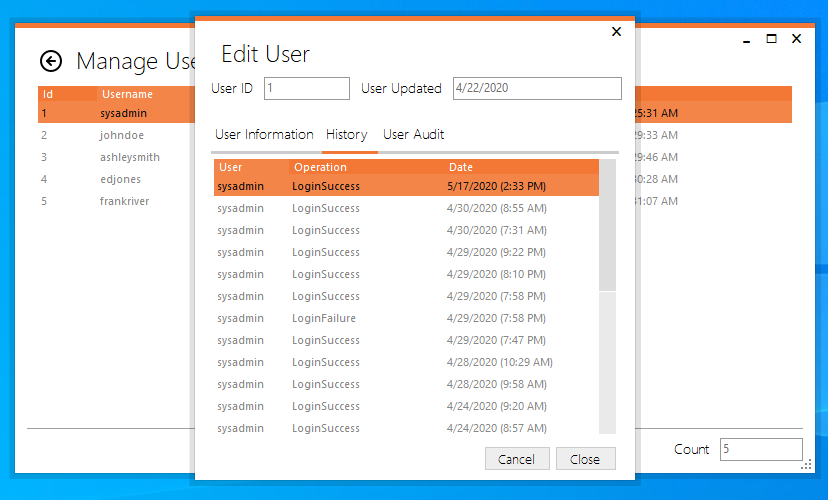 Manage Use
Id Username
1 sysadmin 25:31 AM
2 johndoe 29:33 AM
3 ashleysmith 29:46 AM
4 edjones 30:28 AM
5 frankriver 31:07 AM
Count 5
Edit User
User ID 1 User Updated 4/22/2020
User Information History User Audit
User Operation Date
sysadmin LoginSuccess 5/17/2020 (2:33 PM)
sysadmin LoginSuccess 4/30/2020 (8:55 AM)
sysadmin LoginSuccess 4/30/2020 (7:31 AM)
sysadmin LoginSuccess 4/29/2020 (9:22 PM)
sysadmin LoginSuccess 4/29/2020 (8:10 PM)
sysadmin LoginSuccess 4/29/2020 (7:58 PM)
sysadmin LoginFailure 4/29/2020 (7:58 PM)
sysadmin LoginSuccess 4/29/2020 (7:47 PM)
sysadmin LoginSuccess 4/28/2020 (10:29 AM)
sysadmin LoginSuccess 4/28/2020 (9:58 AM)
sysadmin LoginSuccess 4/24/2020 (9:20 AM)
sysadmin LoginSuccess 4/24/2020 (8:57 AM)
Cancel Close